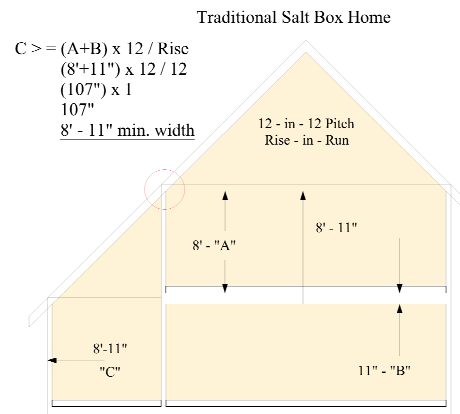 Traditional Salt Box Home
C > = (A+B) x 12 / Rise
(8'+11") x 12 / 12
(107") x 1
107"
8' - 11" min. width
12 - in - 12 Pitch
Rise - in - Run
8' - 11"
8' - "A"
8'-11"
"C"
11" - "B"